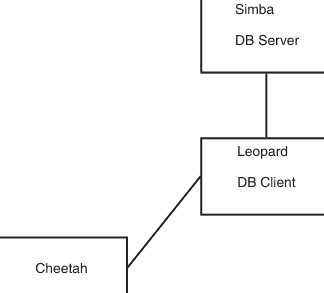 Simba
DB Server
Leopard
DB Client
Cheetah